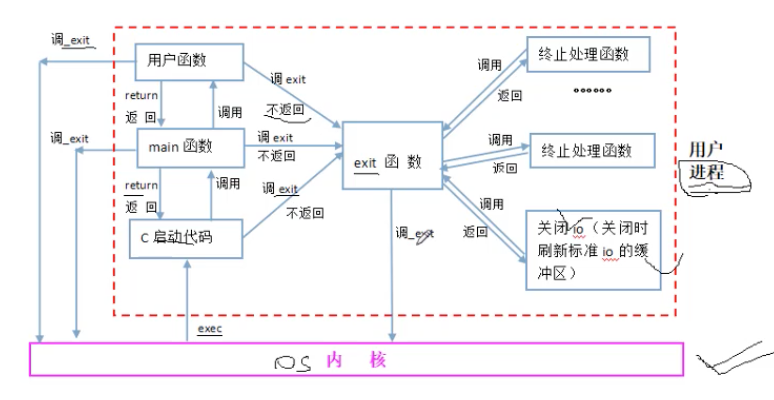 调_exit
用户函数
return
返 回
调用
调 exit
不返回
调用
返回
终止处理函数
······
调_exit
main 函数
调 exit
不返回
exit 函 数
调用
返回
终止处理函数
用户
进程
return
返 回
调用
调 exit
不返回
C 启动代码
调_exit
调用
返回
关闭 io（关闭时
刷新标准 io 的缓
冲区）
exec
OS 内 核